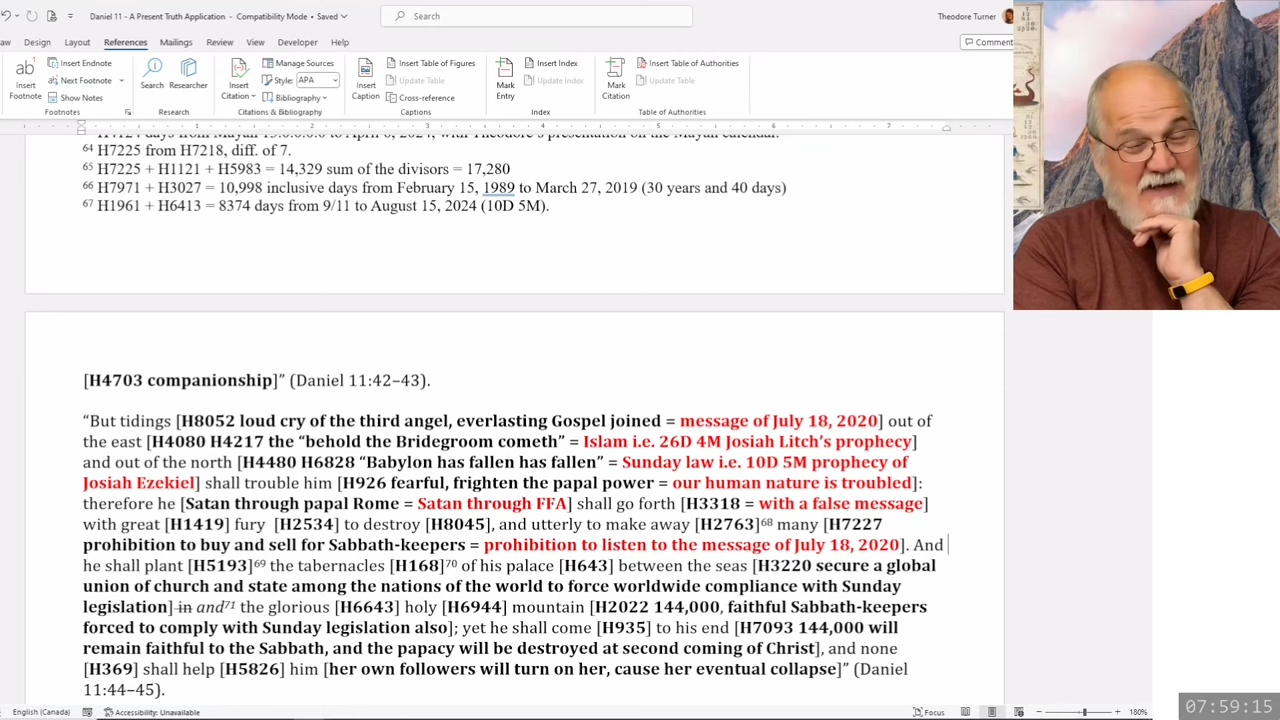 Daniel 11 - A Present Truth Application - Compatibility Mode • Saved
Search
Theodore Turner
aw Design Layout References Mailings Review View Developer Help
Comment
ab
Insert Footnote
Insert Endnote
Next Footnote
Show Notes
Footnotes
Search
Researcher
Research
Insert Citation
Manage Sources
Style: APA
Bibliography
Citations & Bibliography
Insert Caption
Insert Table of Figures
Update Table
Cross-reference
Captions
Mark Entry
Insert Index
Update Index
Index
Mark Citation
Insert Table of Authorities
Update Table
Table of Authorities
1 2 3 4 5 6 7
64 H7225 from H7218, diff. of 7.
65 H7225 + H1121 + H5983 = 14,329 sum of the divisors = 17,280
66 H7971 + H3027 = 10,998 inclusive days from February 15, 1989 to March 27, 2019 (30 years and 40 days)
67 H1961 + H6413 = 8374 days from 9/11 to August 15, 2024 (10D 5M).
[H4703 companionship]” (Daniel 11:42–43).
“But tidings [H8052 loud cry of the third angel, everlasting Gospel joined = message of July 18, 2020] out of
the east [H4080 H4217 the “behold the Bridegroom cometh” = Islam i.e. 26D 4M Josiah Litch’s prophecy]
and out of the north [H4480 H6828 “Babylon has fallen has fallen” = Sunday law i.e. 10D 5M prophecy of
Josiah Ezekiel] shall trouble him [H926 fearful, frighten the papal power = our human nature is troubled]:
therefore he [Satan through papal Rome = Satan through FFA] shall go forth [H3318 = with a false message]
with great [H1419] fury [H2534] to destroy [H8045], and utterly to make away [H2763]68 many [H7227
prohibition to buy and sell for Sabbath-keepers = prohibition to listen to the message of July 18, 2020]. And
he shall plant [H5193]69 the tabernacles [H168]70 of his palace [H643] between the seas [H3220 secure a global
union of church and state among the nations of the world to force worldwide compliance with Sunday
legislation] in and71 the glorious [H6643] holy [H6944] mountain [H2022 144,000, faithful Sabbath-keepers
forced to comply with Sunday legislation also]; yet he shall come [H935] to his end [H7093 144,000 will
remain faithful to the Sabbath, and the papacy will be destroyed at second coming of Christ], and none
[H369] shall help [H5826] him [her own followers will turn on her, cause her eventual collapse]” (Daniel
11:44–45).
English (Canada) Accessibility: Unavailable Focus 180%
07:59:15